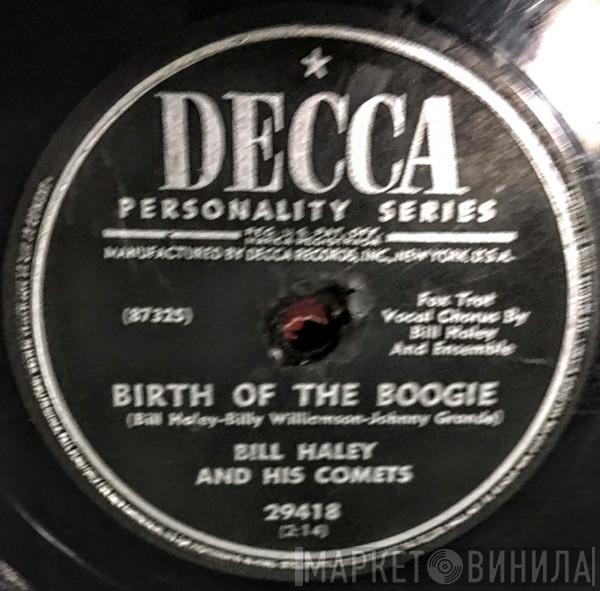 DECCA
PERSONALITY SERIES
MANUFACTURED BY DECCA RECORDS, INC., NEW YORK, U.S.A.
(87325)
Fox Trot
Vocal Chorus By
Bill Haley
And Ensemble
BIRTH OF THE BOOGIE
(Bill Haley-Billy Williamson-Johnny Grande)
BILL HALEY
AND HIS COMETS
29418
(2:14)
МАРКЕТ ВИНИЛА